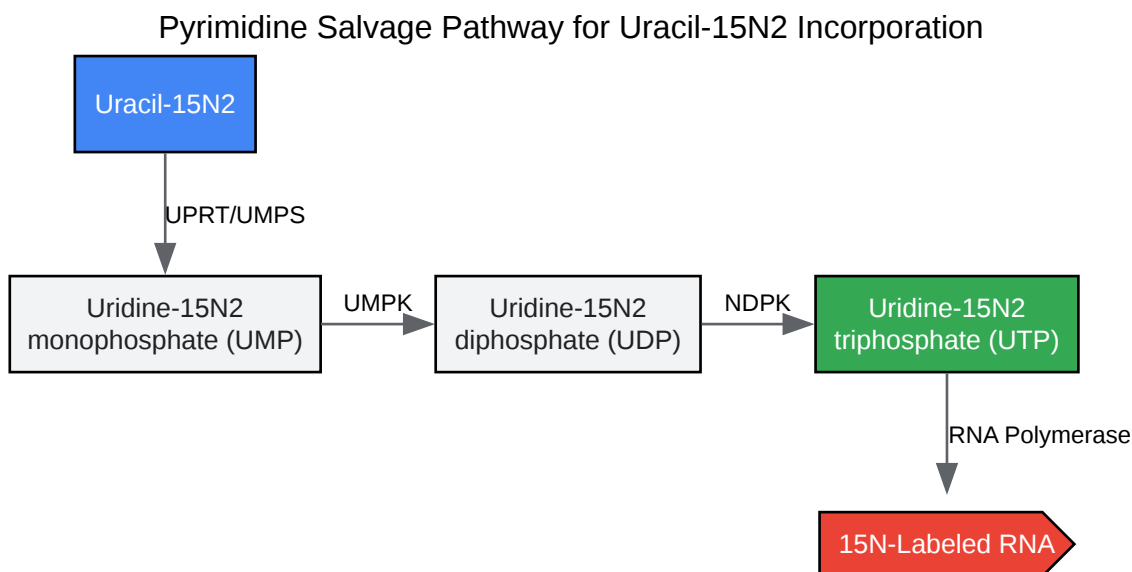 Pyrimidine Salvage Pathway for Uracil-15N2 Incorporation
Uracil-15N2
UPRT/UMPS
Uridine-15N2
monophosphate (UMP)
UMPK
Uridine-15N2
diphosphate (UDP)
NDPK
Uridine-15N2
triphosphate (UTP)
RNA Polymerase
15N-Labeled RNA